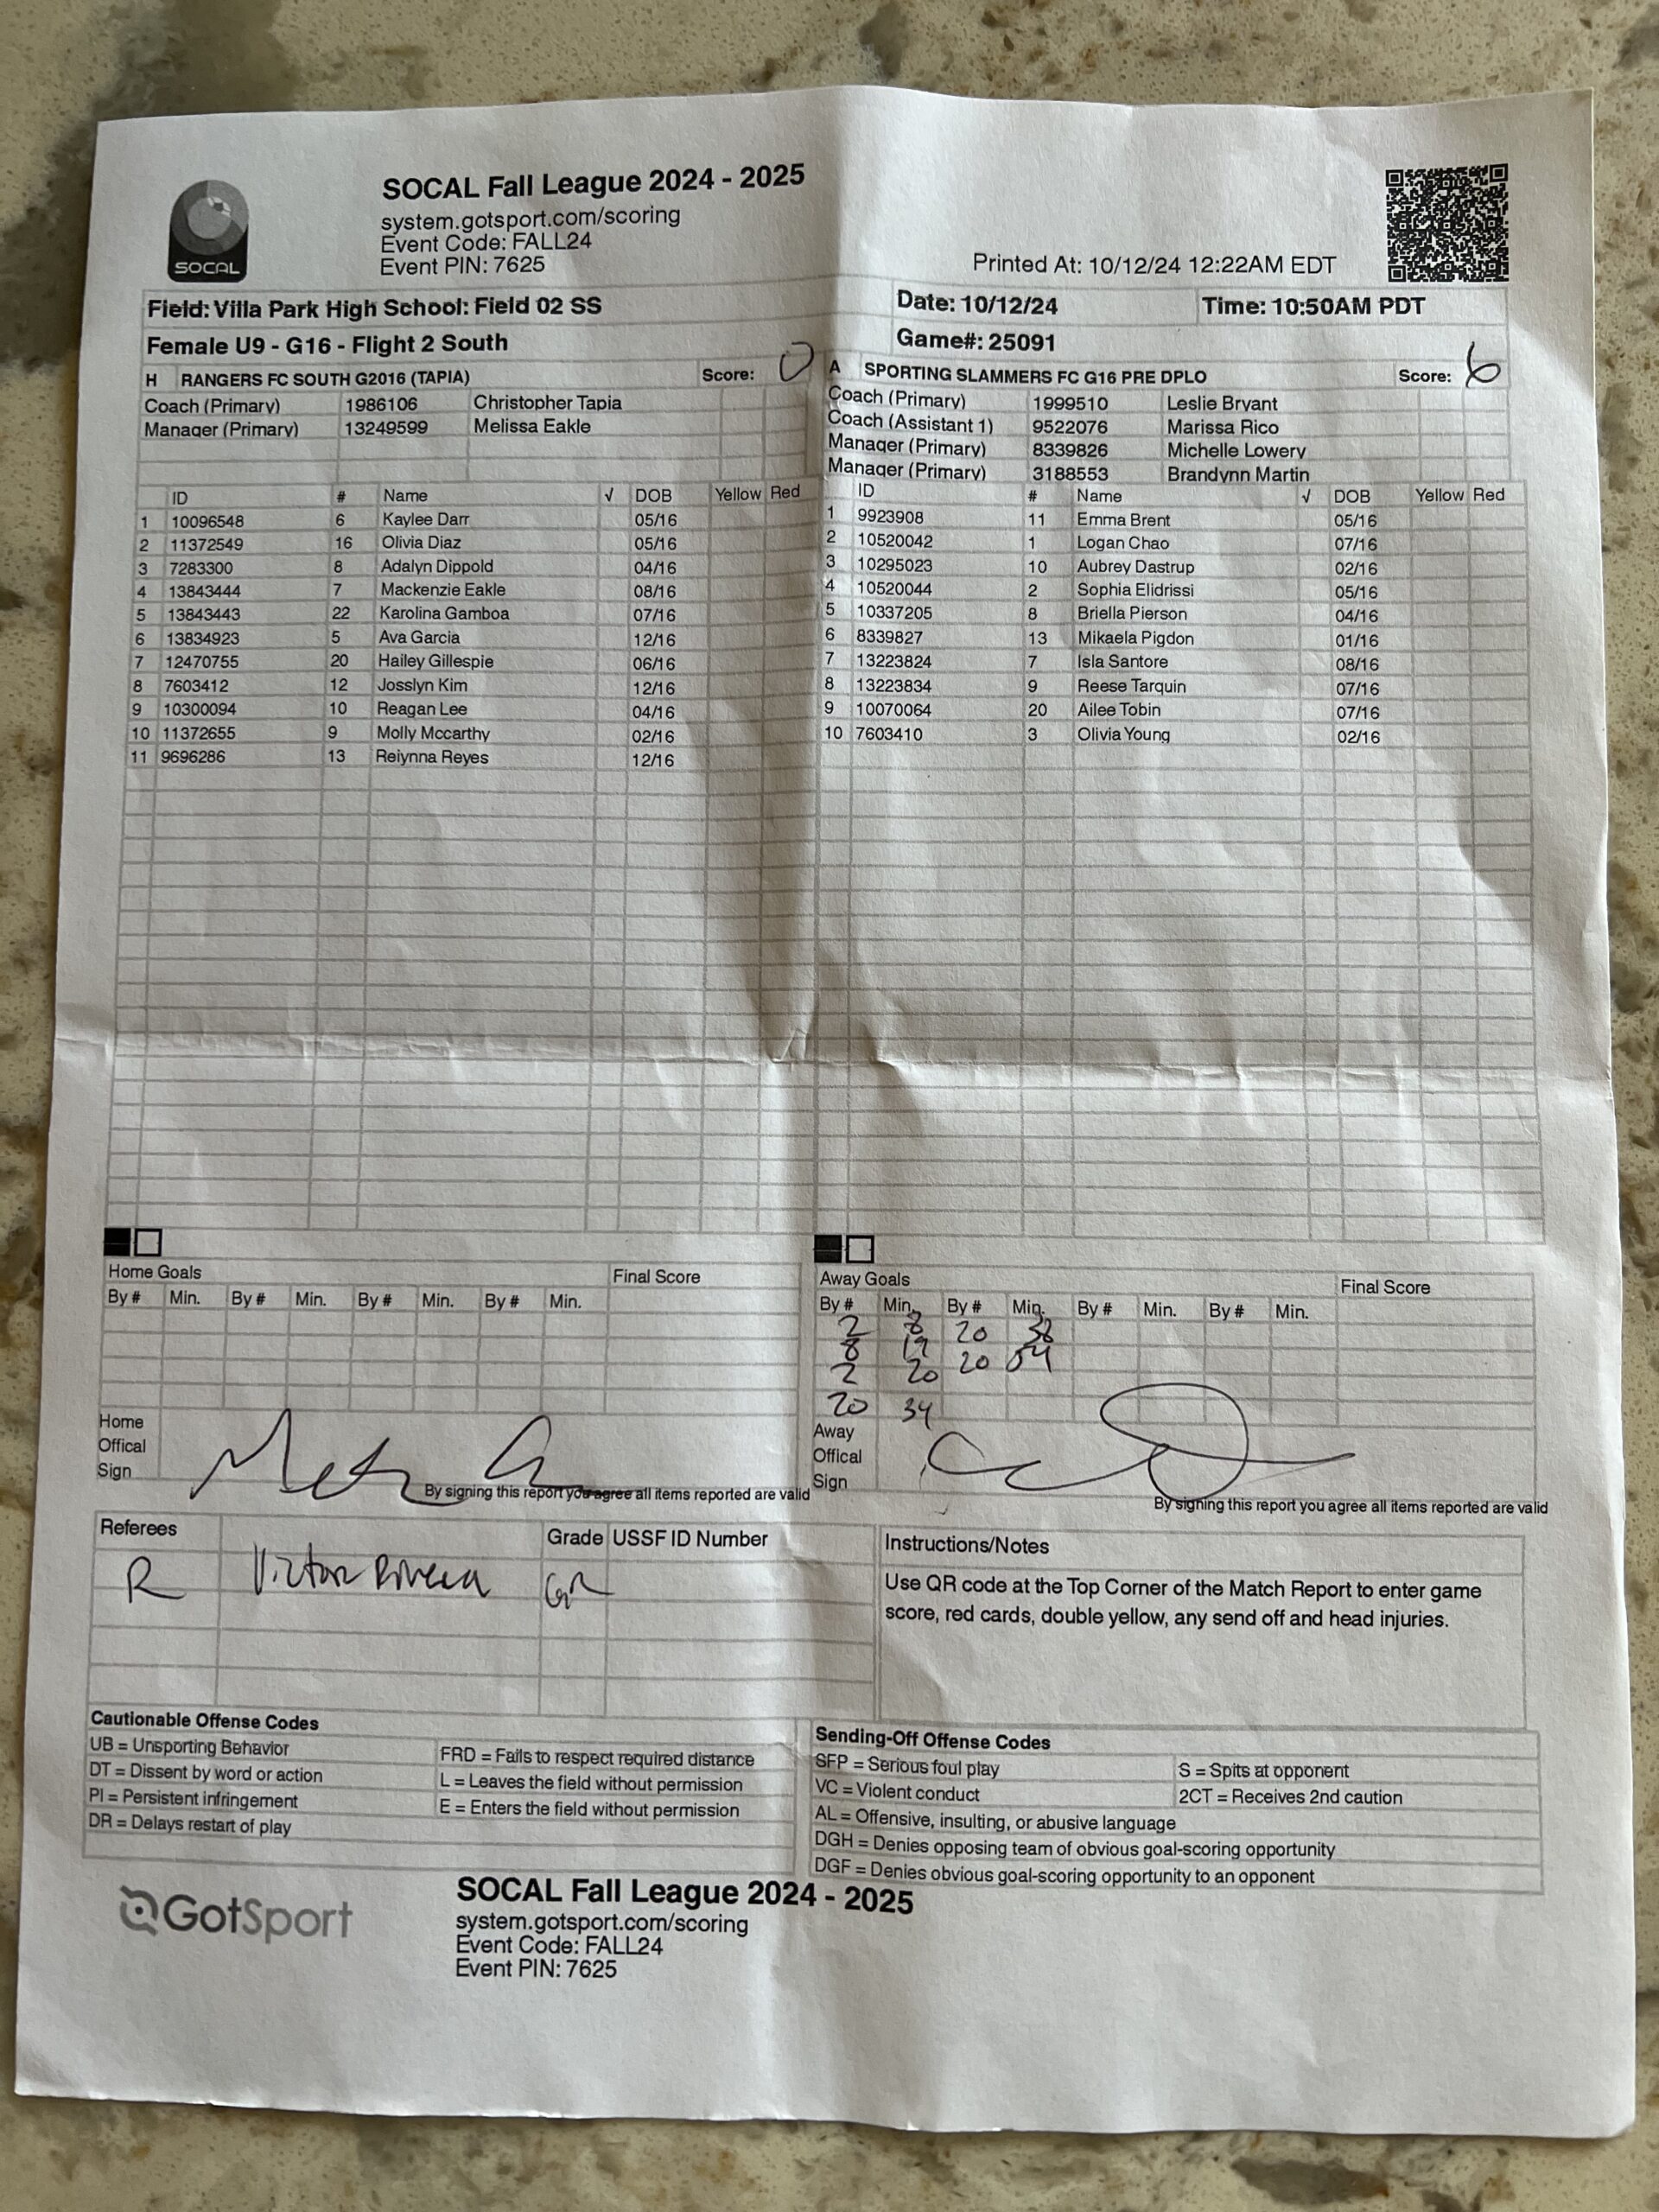 SOCAL
SOCAL Fall League 2024 - 2025
system.gotsport.com/scoring
Event Code: FALL24
Event PIN: 7625
Printed At: 10/12/24 12:22AM EDT
Field: Villa Park High School: Field 02 SS
Date: 10/12/24 Time: 10:50AM PDT
Female U9 - G16 - Flight 2 South
Game#: 25091
H RANGERS FC SOUTH G2016 (TAPIA) Score: 0
Coach (Primary) 1986106 Christopher Tapia
Manager (Primary) 13249599 Melissa Eakle
ID # Name √ DOB Yellow Red
1 10096548 6 Kaylee Darr 05/16
2 11372549 16 Olivia Diaz 05/16
3 7283300 8 Adalyn Dippold 04/16
4 13843444 7 Mackenzie Eakle 08/16
5 13843443 22 Karolina Gamboa 07/16
6 13834923 5 Ava Garcia 12/16
7 12470755 20 Hailey Gillespie 06/16
8 7603412 12 Josslyn Kim 12/16
9 10300094 10 Reagan Lee 04/16
10 11372655 9 Molly Mccarthy 02/16
11 9696286 13 Reiynna Reyes 12/16
A SPORTING SLAMMERS FC G16 PRE DPLO Score: 6
Coach (Primary) 1999510 Leslie Bryant
Coach (Assistant 1) 9522076 Marissa Rico
Manager (Primary) 8339826 Michelle Lowery
Manager (Primary) 3188553 Brandynn Martin
ID # Name √ DOB Yellow Red
1 9923908 11 Emma Brent 05/16
2 10520042 1 Logan Chao 07/16
3 10295023 10 Aubrey Dastrup 02/16
4 10520044 2 Sophia Elidrissi 05/16
5 10337205 8 Briella Pierson 04/16
6 8339827 13 Mikaela Pigdon 01/16
7 13223824 7 Isla Santore 08/16
8 13223834 9 Reese Tarquin 07/16
9 10070064 20 Ailee Tobin 07/16
10 7603410 3 Olivia Young 02/16
Home Goals Final Score
By # Min. By # Min. By # Min. By # Min.
Home
Offical
Sign
By signing this report you agree all items reported are valid
Away Goals Final Score
By # Min. By # Min. By # Min. By # Min.
2 8 20 38
8 19 20 54
2 20
20 34
Away
Offical
Sign
By signing this report you agree all items reported are valid
Referees Grade USSF ID Number
R Victor Rivera GR
Instructions/Notes
Use QR code at the Top Corner of the Match Report to enter game
score, red cards, double yellow, any send off and head injuries.
Cautionable Offense Codes
UB = Unsporting Behavior
DT = Dissent by word or action
PI = Persistent infringement
DR = Delays restart of play
FRD = Fails to respect required distance
L = Leaves the field without permission
E = Enters the field without permission
Sending-Off Offense Codes
SFP = Serious foul play S = Spits at opponent
VC = Violent conduct 2CT = Receives 2nd caution
AL = Offensive, insulting, or abusive language
DGH = Denies opposing team of obvious goal-scoring opportunity
DGF = Denies obvious goal-scoring opportunity to an opponent
GotSport
SOCAL Fall League 2024 - 2025
system.gotsport.com/scoring
Event Code: FALL24
Event PIN: 7625